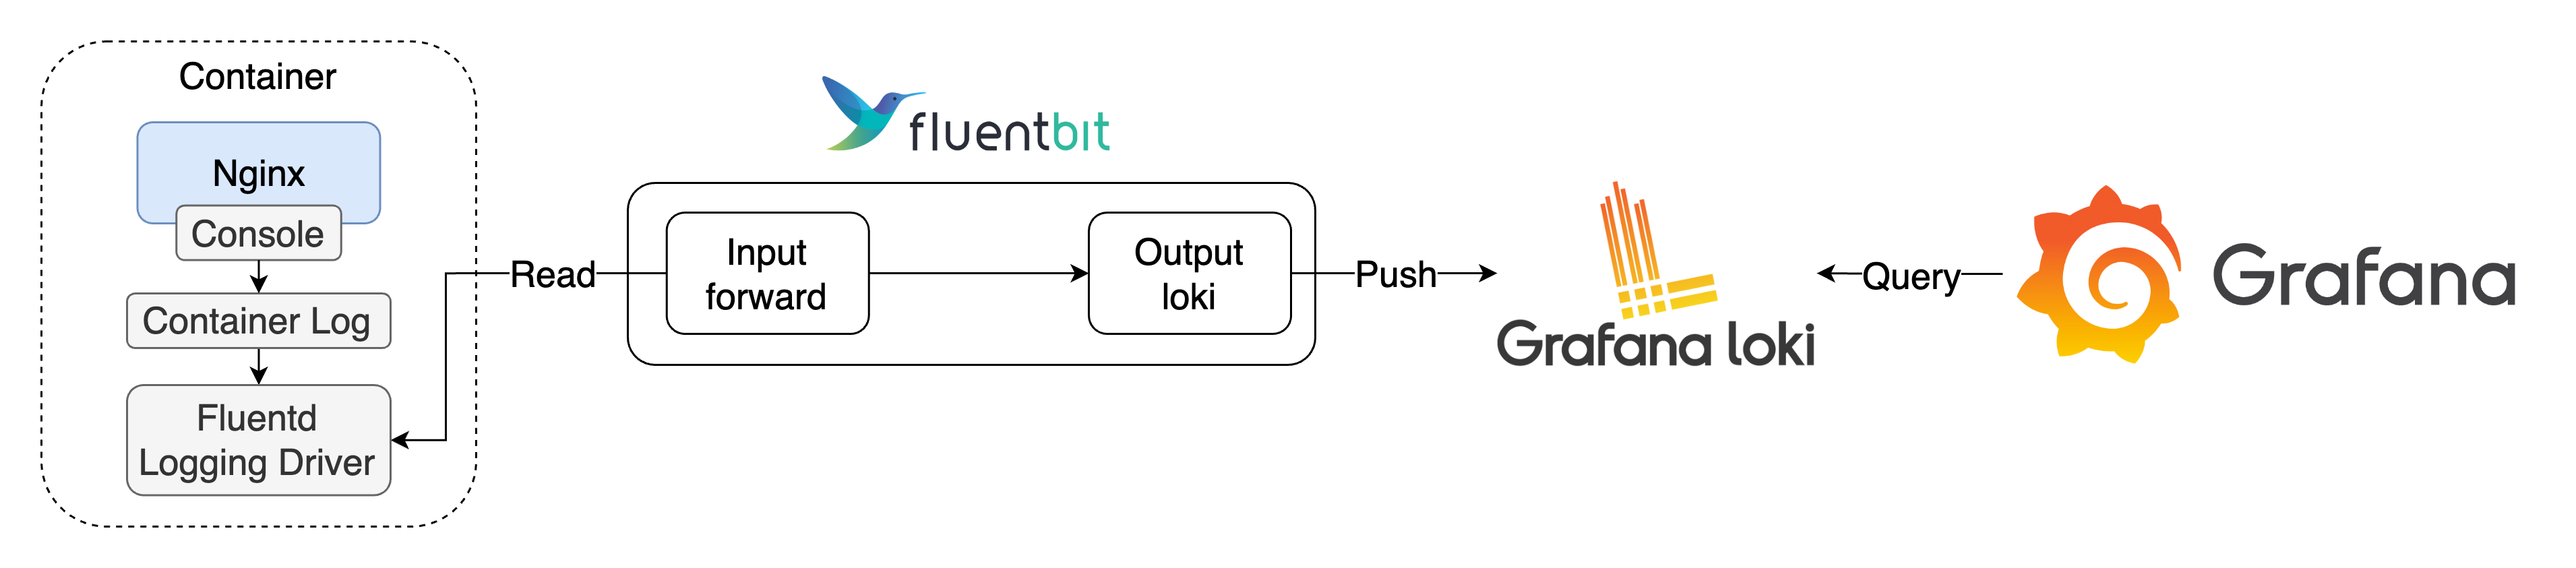 Container
Nginx
Console
Container Log
Fluentd
Logging Driver
Read
fluentbit
Input
forward
Output
loki
Push
Grafana loki
Query
Grafana